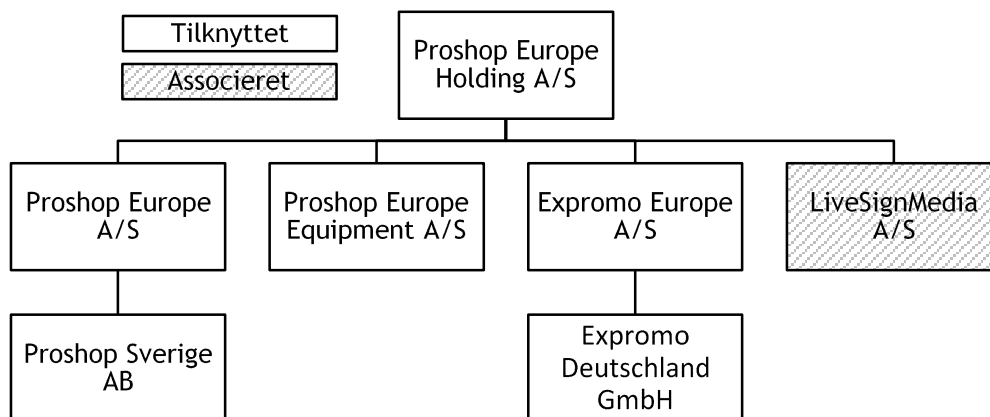 Tilknyttet
Associeret
Proshop Europe
Holding A/S
Proshop Europe
A/S
Proshop Europe
Equipment A/S
Expromo Europe
A/S
LiveSignMedia
A/S
Proshop Sverige
AB
Expromo
Deutschland
GmbH